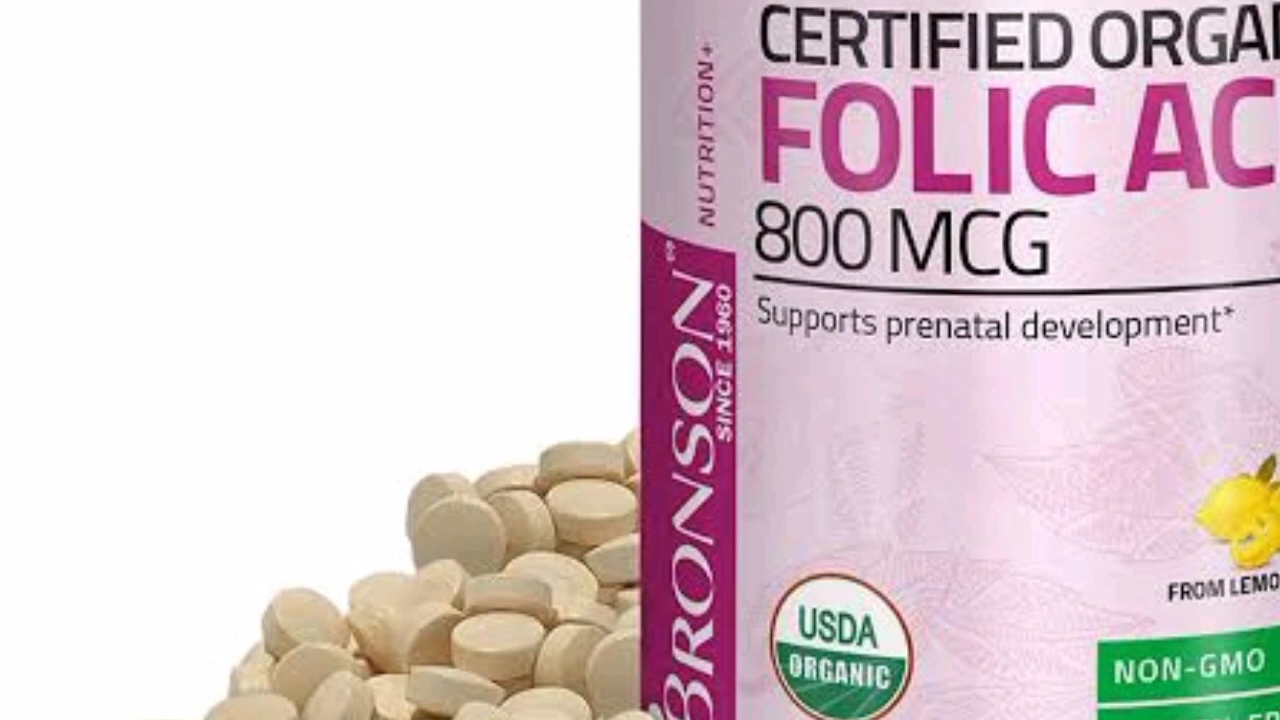 CERTIFIED ORGA
FOLIC AC
800 MCG
Supports prenatal development*
NUTRITION+
BRONSON
SINCE 1960
USDA
ORGANIC
FROM LEMO
NON-GMO